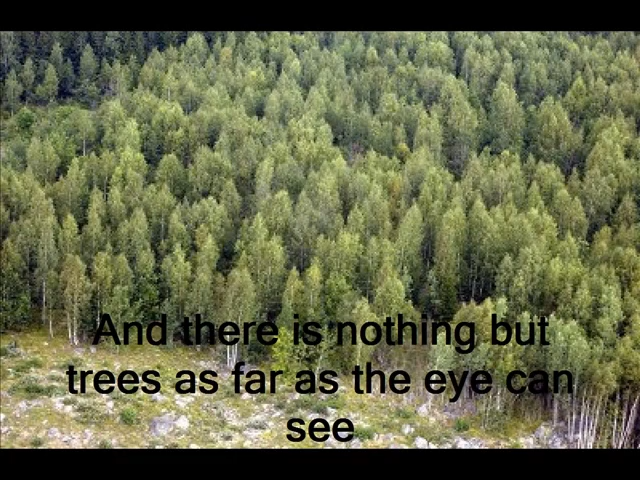 And there is nothing but
trees as far as the eye can
see